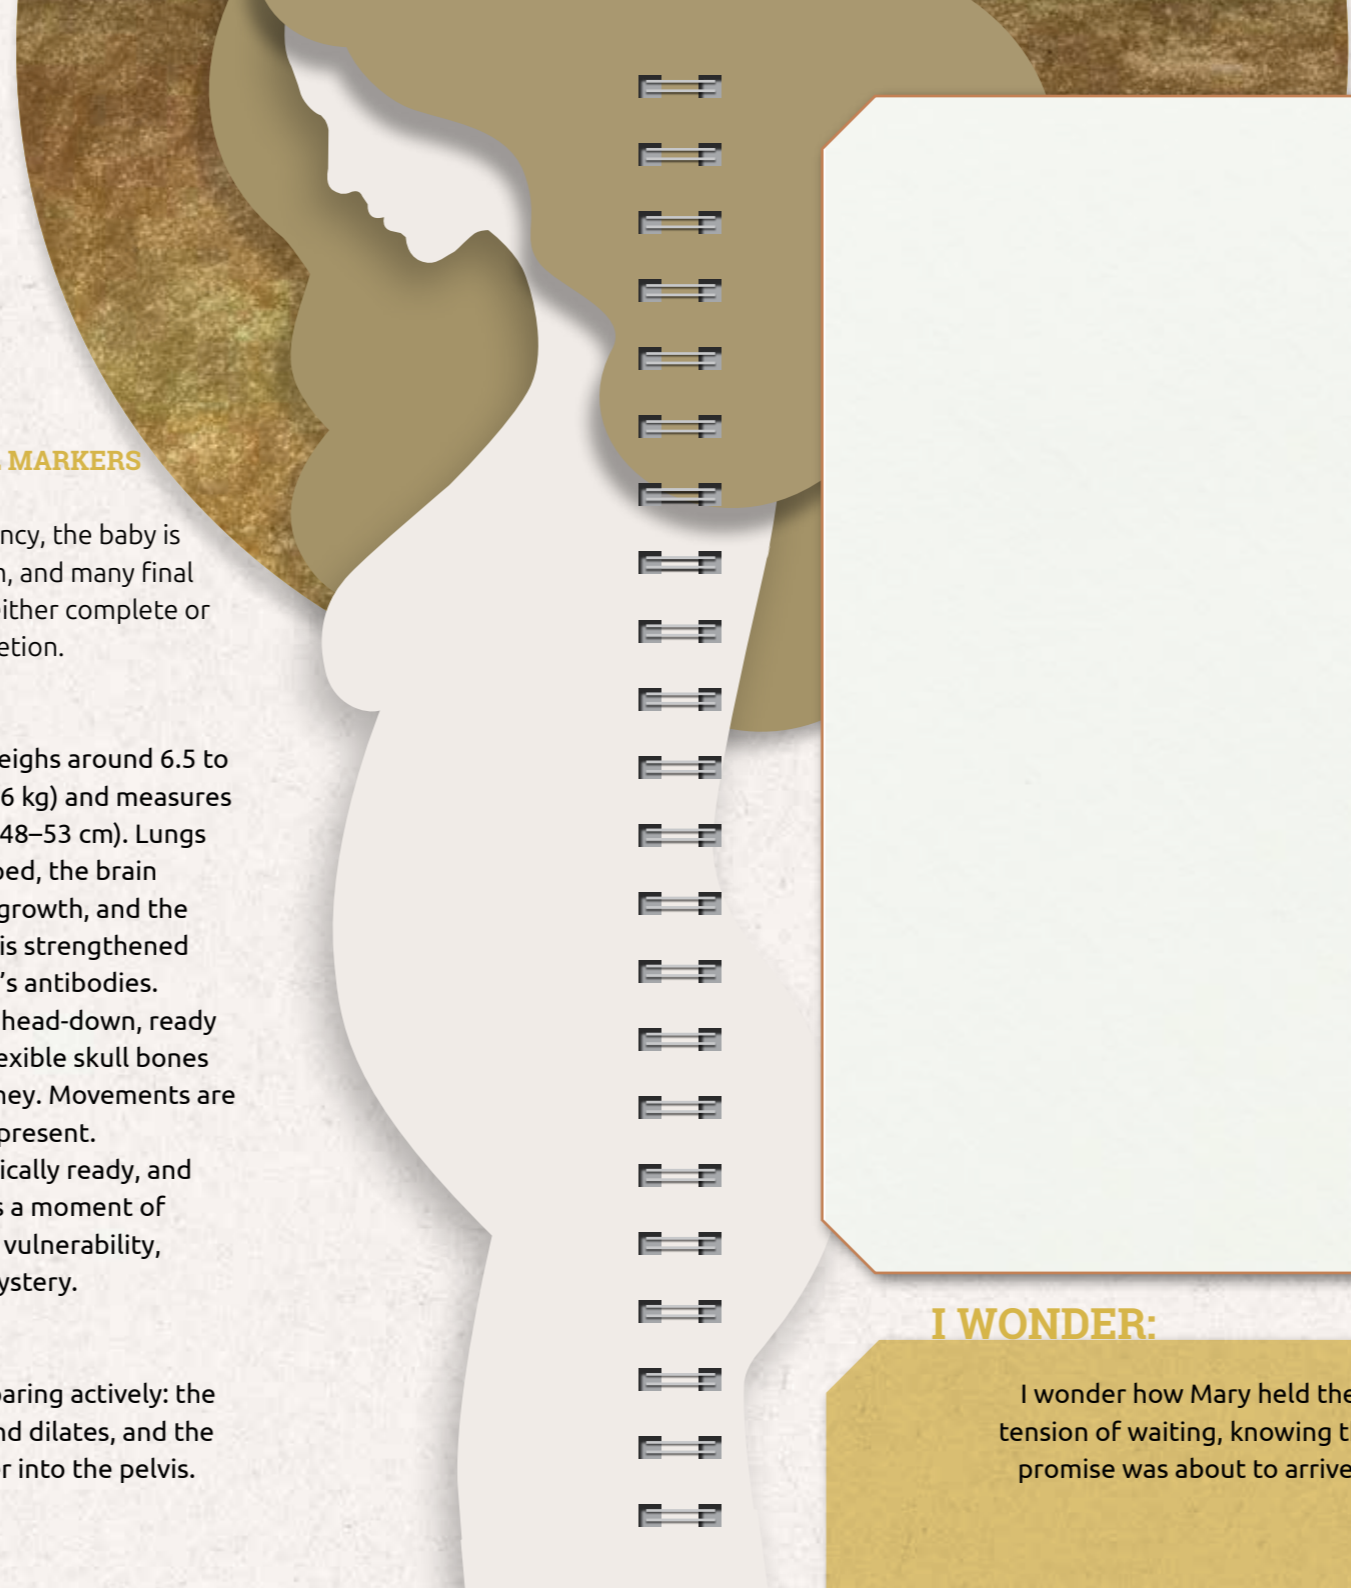 MARKERS
ncy, the baby is
, and many final
either complete or
etion.
eighs around 6.5 to
6 kg) and measures
48–53 cm). Lungs
ped, the brain
growth, and the
is strengthened
’s antibodies.
head-down, ready
exible skull bones
ney. Movements are
present.
ically ready, and
s a moment of
vulnerability,
ystery.
paring actively: the
nd dilates, and the
r into the pelvis.
I WONDER:
I wonder how Mary held the
tension of waiting, knowing t
promise was about to arrive